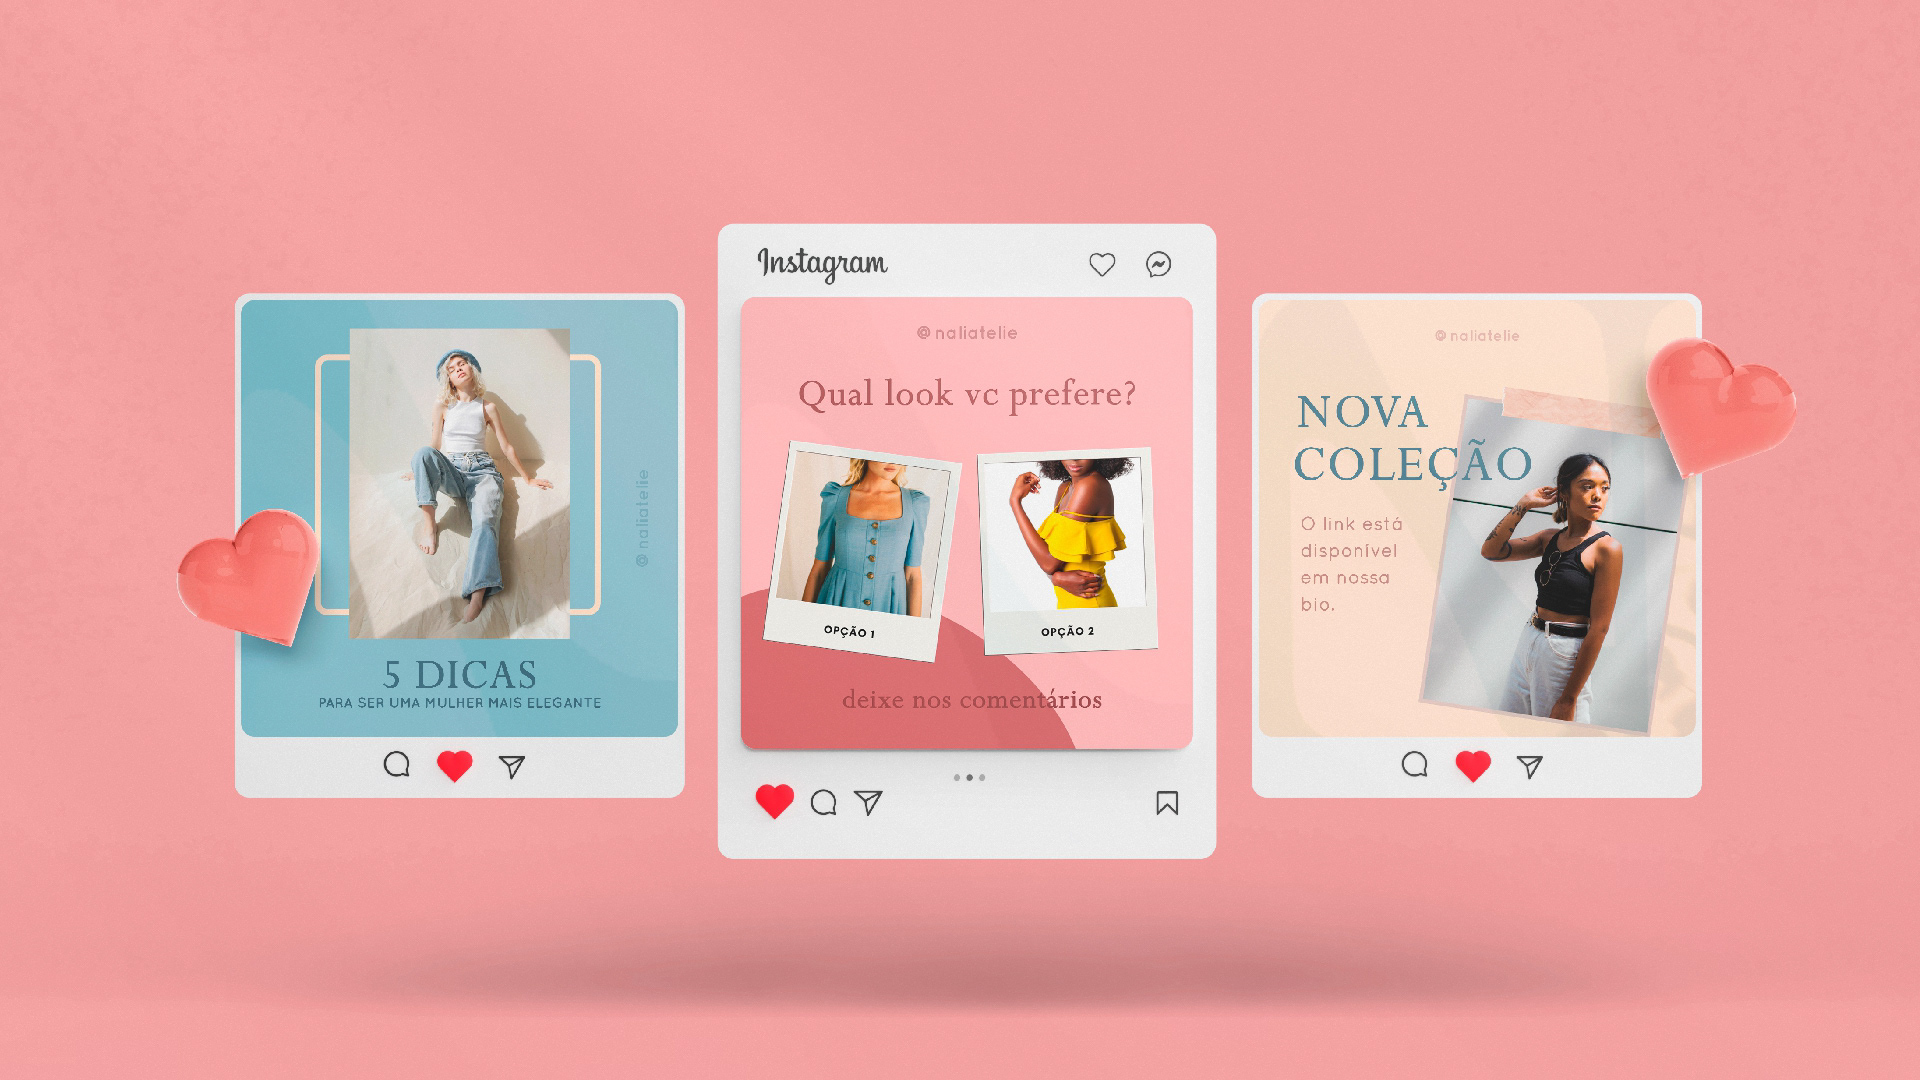 @naliatelie
5 DICAS
PARA SER UMA MULHER MAIS ELEGANTE
Instagram
@naliatelie
Qual look vc prefere?
OPÇÃO 1
OPÇÃO 2
deixe nos comentários
@naliatelie
NOVA
COLEÇÃO
O link está
disponível
em nossa
bio.